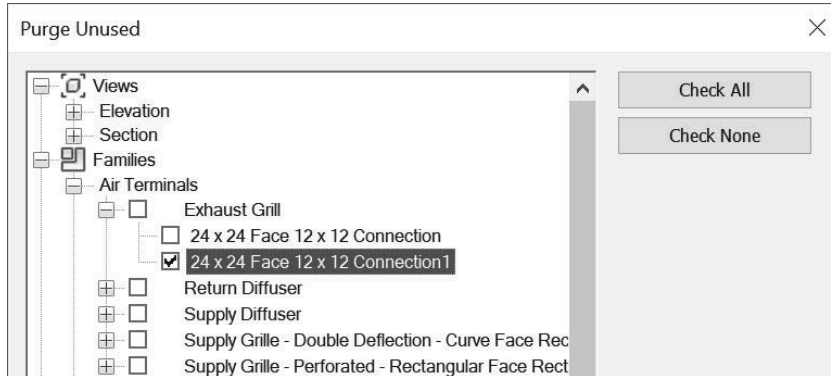 Purge Unused
Views
Elevation
Section
Families
Air Terminals
Exhaust Grill
24 x 24 Face 12 x 12 Connection
24 x 24 Face 12 x 12 Connection1
Return Diffuser
Supply Diffuser
Supply Grille - Double Deflection - Curve Face Rec
Supply Grille - Perforated - Rectangular Face Rect
Check All
Check None